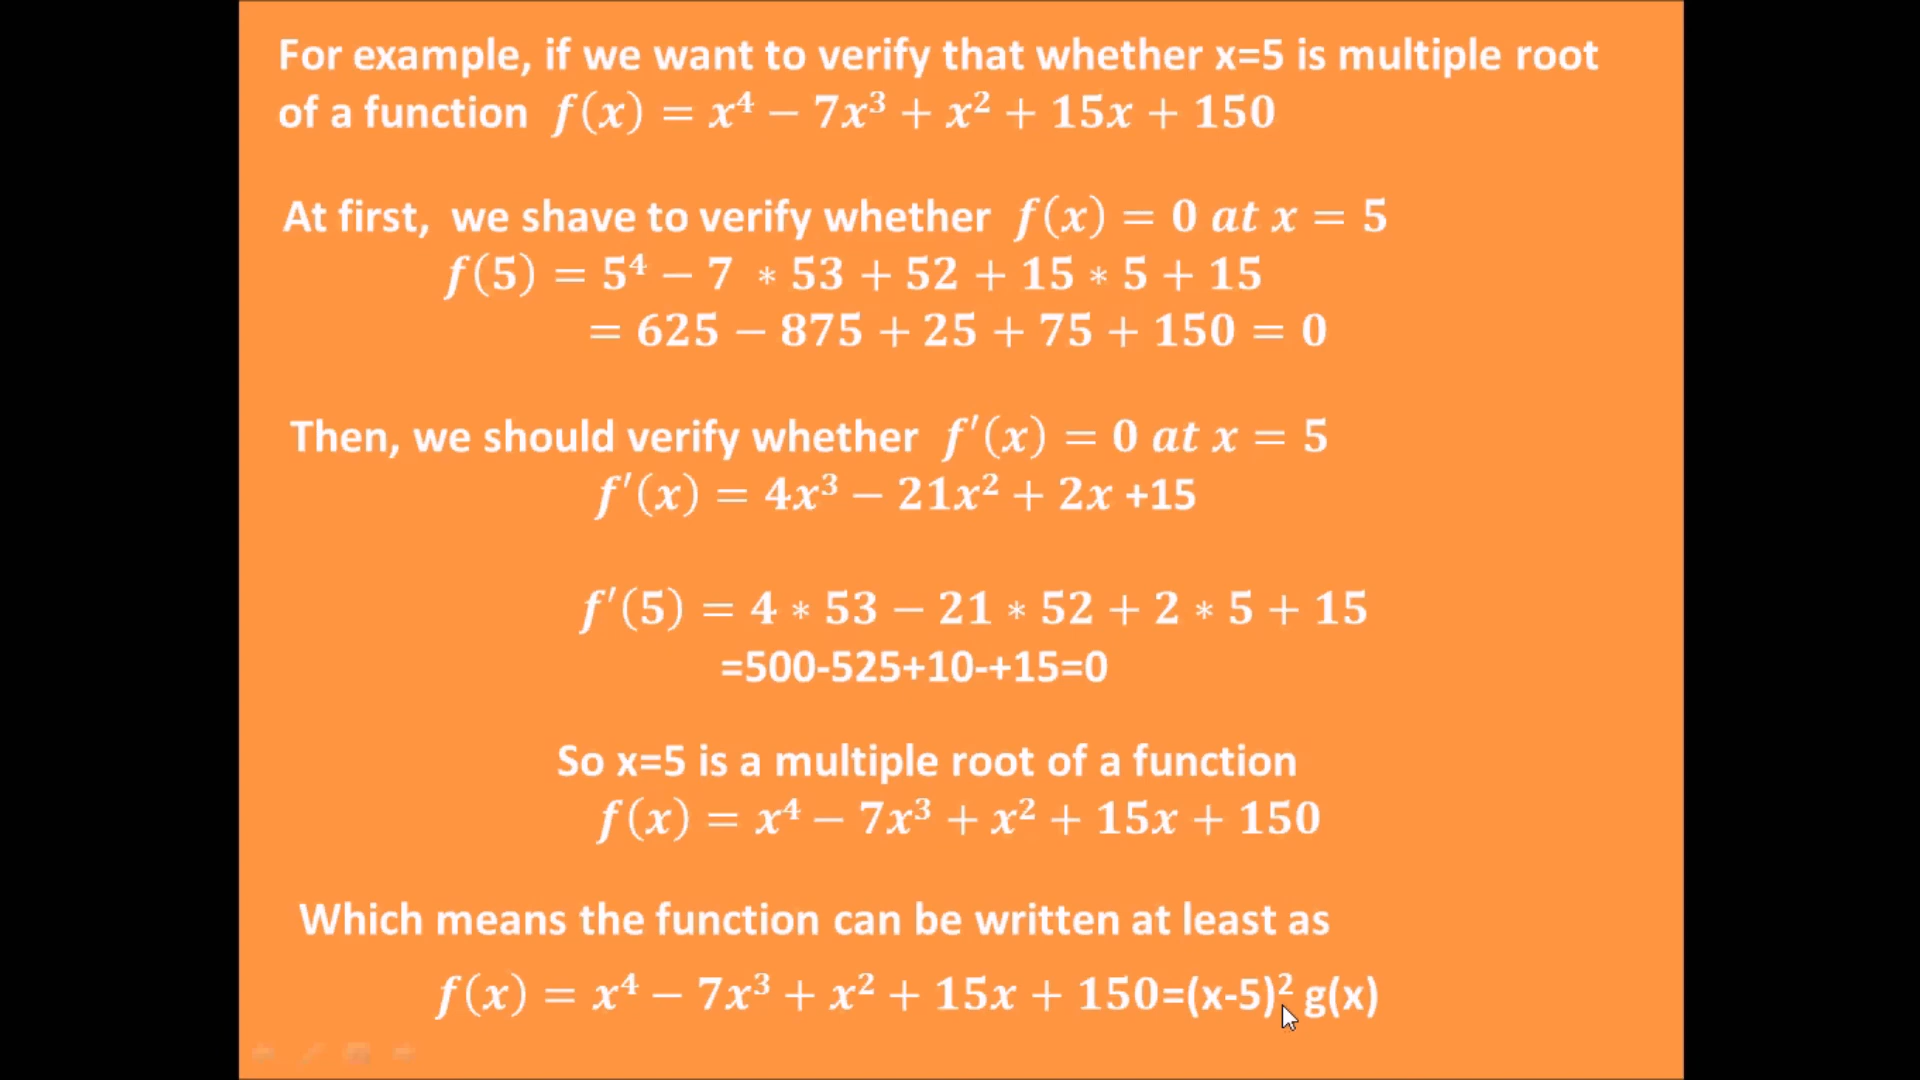 For example, if we want to verify that whether x=5 is multiple root
of a function f(x) = x⁴ − 7x³ + x² + 15x + 150
At first, we shave to verify whether f(x) = 0 at x = 5
f(5) = 5⁴ − 7 ∗ 53 + 52 + 15 ∗ 5 + 15
= 625 − 875 + 25 + 75 + 150 = 0
Then, we should verify whether f′(x) = 0 at x = 5
f′(x) = 4x³ − 21x² + 2x +15
f′(5) = 4 ∗ 53 − 21 ∗ 52 + 2 ∗ 5 + 15
=500-525+10-+15=0
So x=5 is a multiple root of a function
f(x) = x⁴ − 7x³ + x² + 15x + 150
Which means the function can be written at least as
f(x) = x⁴ − 7x³ + x² + 15x + 150=(x-5)² g(x)